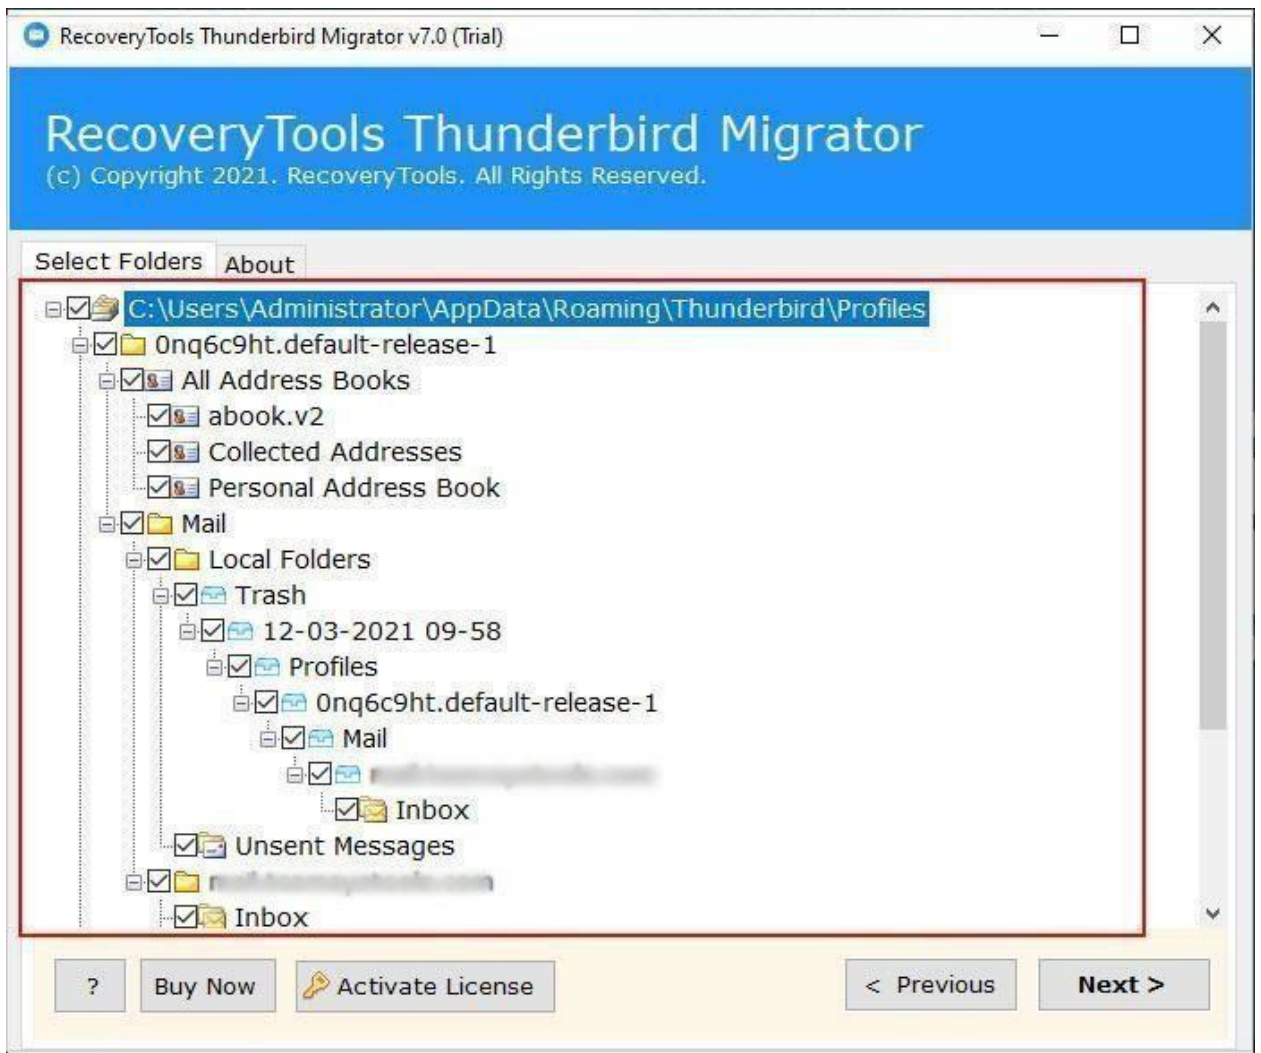 RecoveryTools Thunderbird Migrator v7.0 (Trial)
RecoveryTools Thunderbird Migrator
(c) Copyright 2021. RecoveryTools. All Rights Reserved.
Select Folders About
C:\Users\Administrator\AppData\Roaming\Thunderbird\Profiles
0nq6c9ht.default-release-1
All Address Books
abook.v2
Collected Addresses
Personal Address Book
Mail
Local Folders
Trash
12-03-2021 09-58
Profiles
0nq6c9ht.default-release-1
Mail
Inbox
Unsent Messages
Inbox
? Buy Now Activate License < Previous Next >